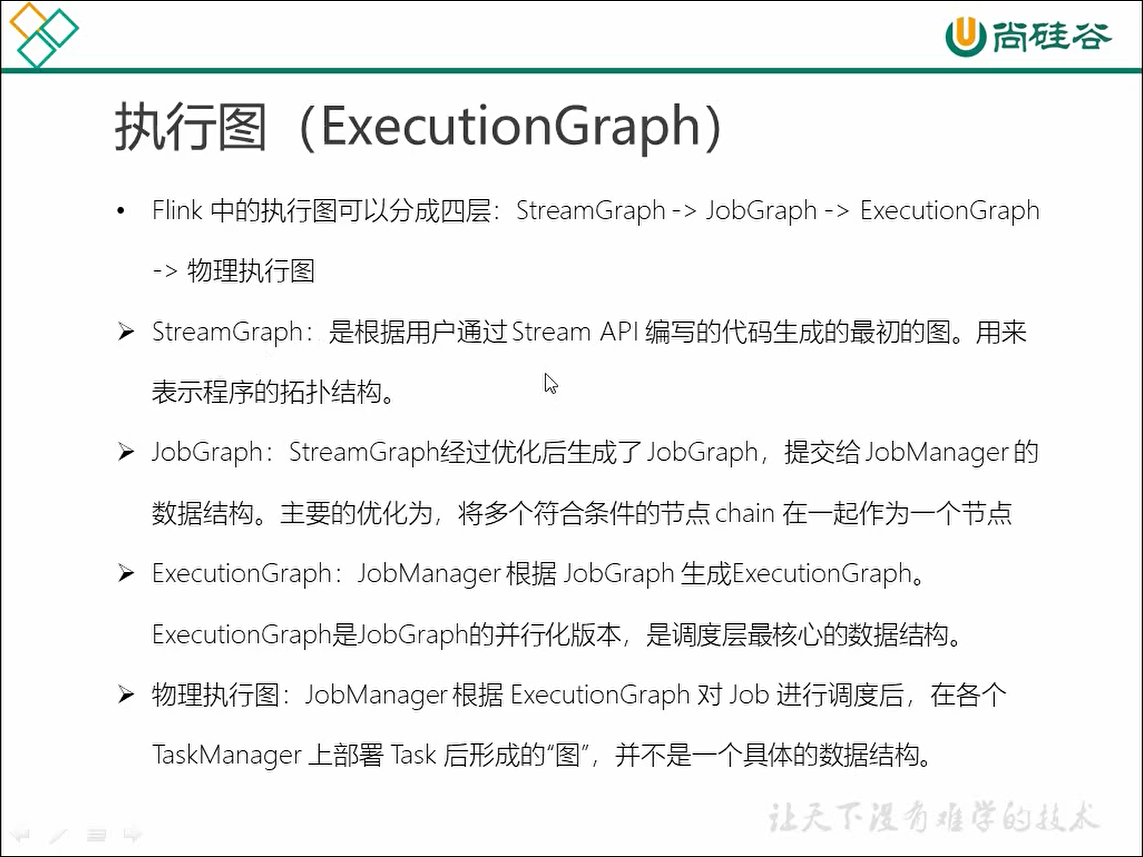 尚硅谷
执行图（ExecutionGraph）
• Flink 中的执行图可以分成四层：StreamGraph -> JobGraph -> ExecutionGraph
-> 物理执行图
➢ StreamGraph：是根据用户通过 Stream API 编写的代码生成的最初的图。用来
表示程序的拓扑结构。
➢ JobGraph：StreamGraph经过优化后生成了 JobGraph，提交给 JobManager 的
数据结构。主要的优化为，将多个符合条件的节点 chain 在一起作为一个节点
➢ ExecutionGraph：JobManager 根据 JobGraph 生成ExecutionGraph。
ExecutionGraph是JobGraph的并行化版本，是调度层最核心的数据结构。
➢ 物理执行图：JobManager 根据 ExecutionGraph 对 Job 进行调度后，在各个
TaskManager 上部署 Task 后形成的“图”，并不是一个具体的数据结构。
让天下没有难学的技术